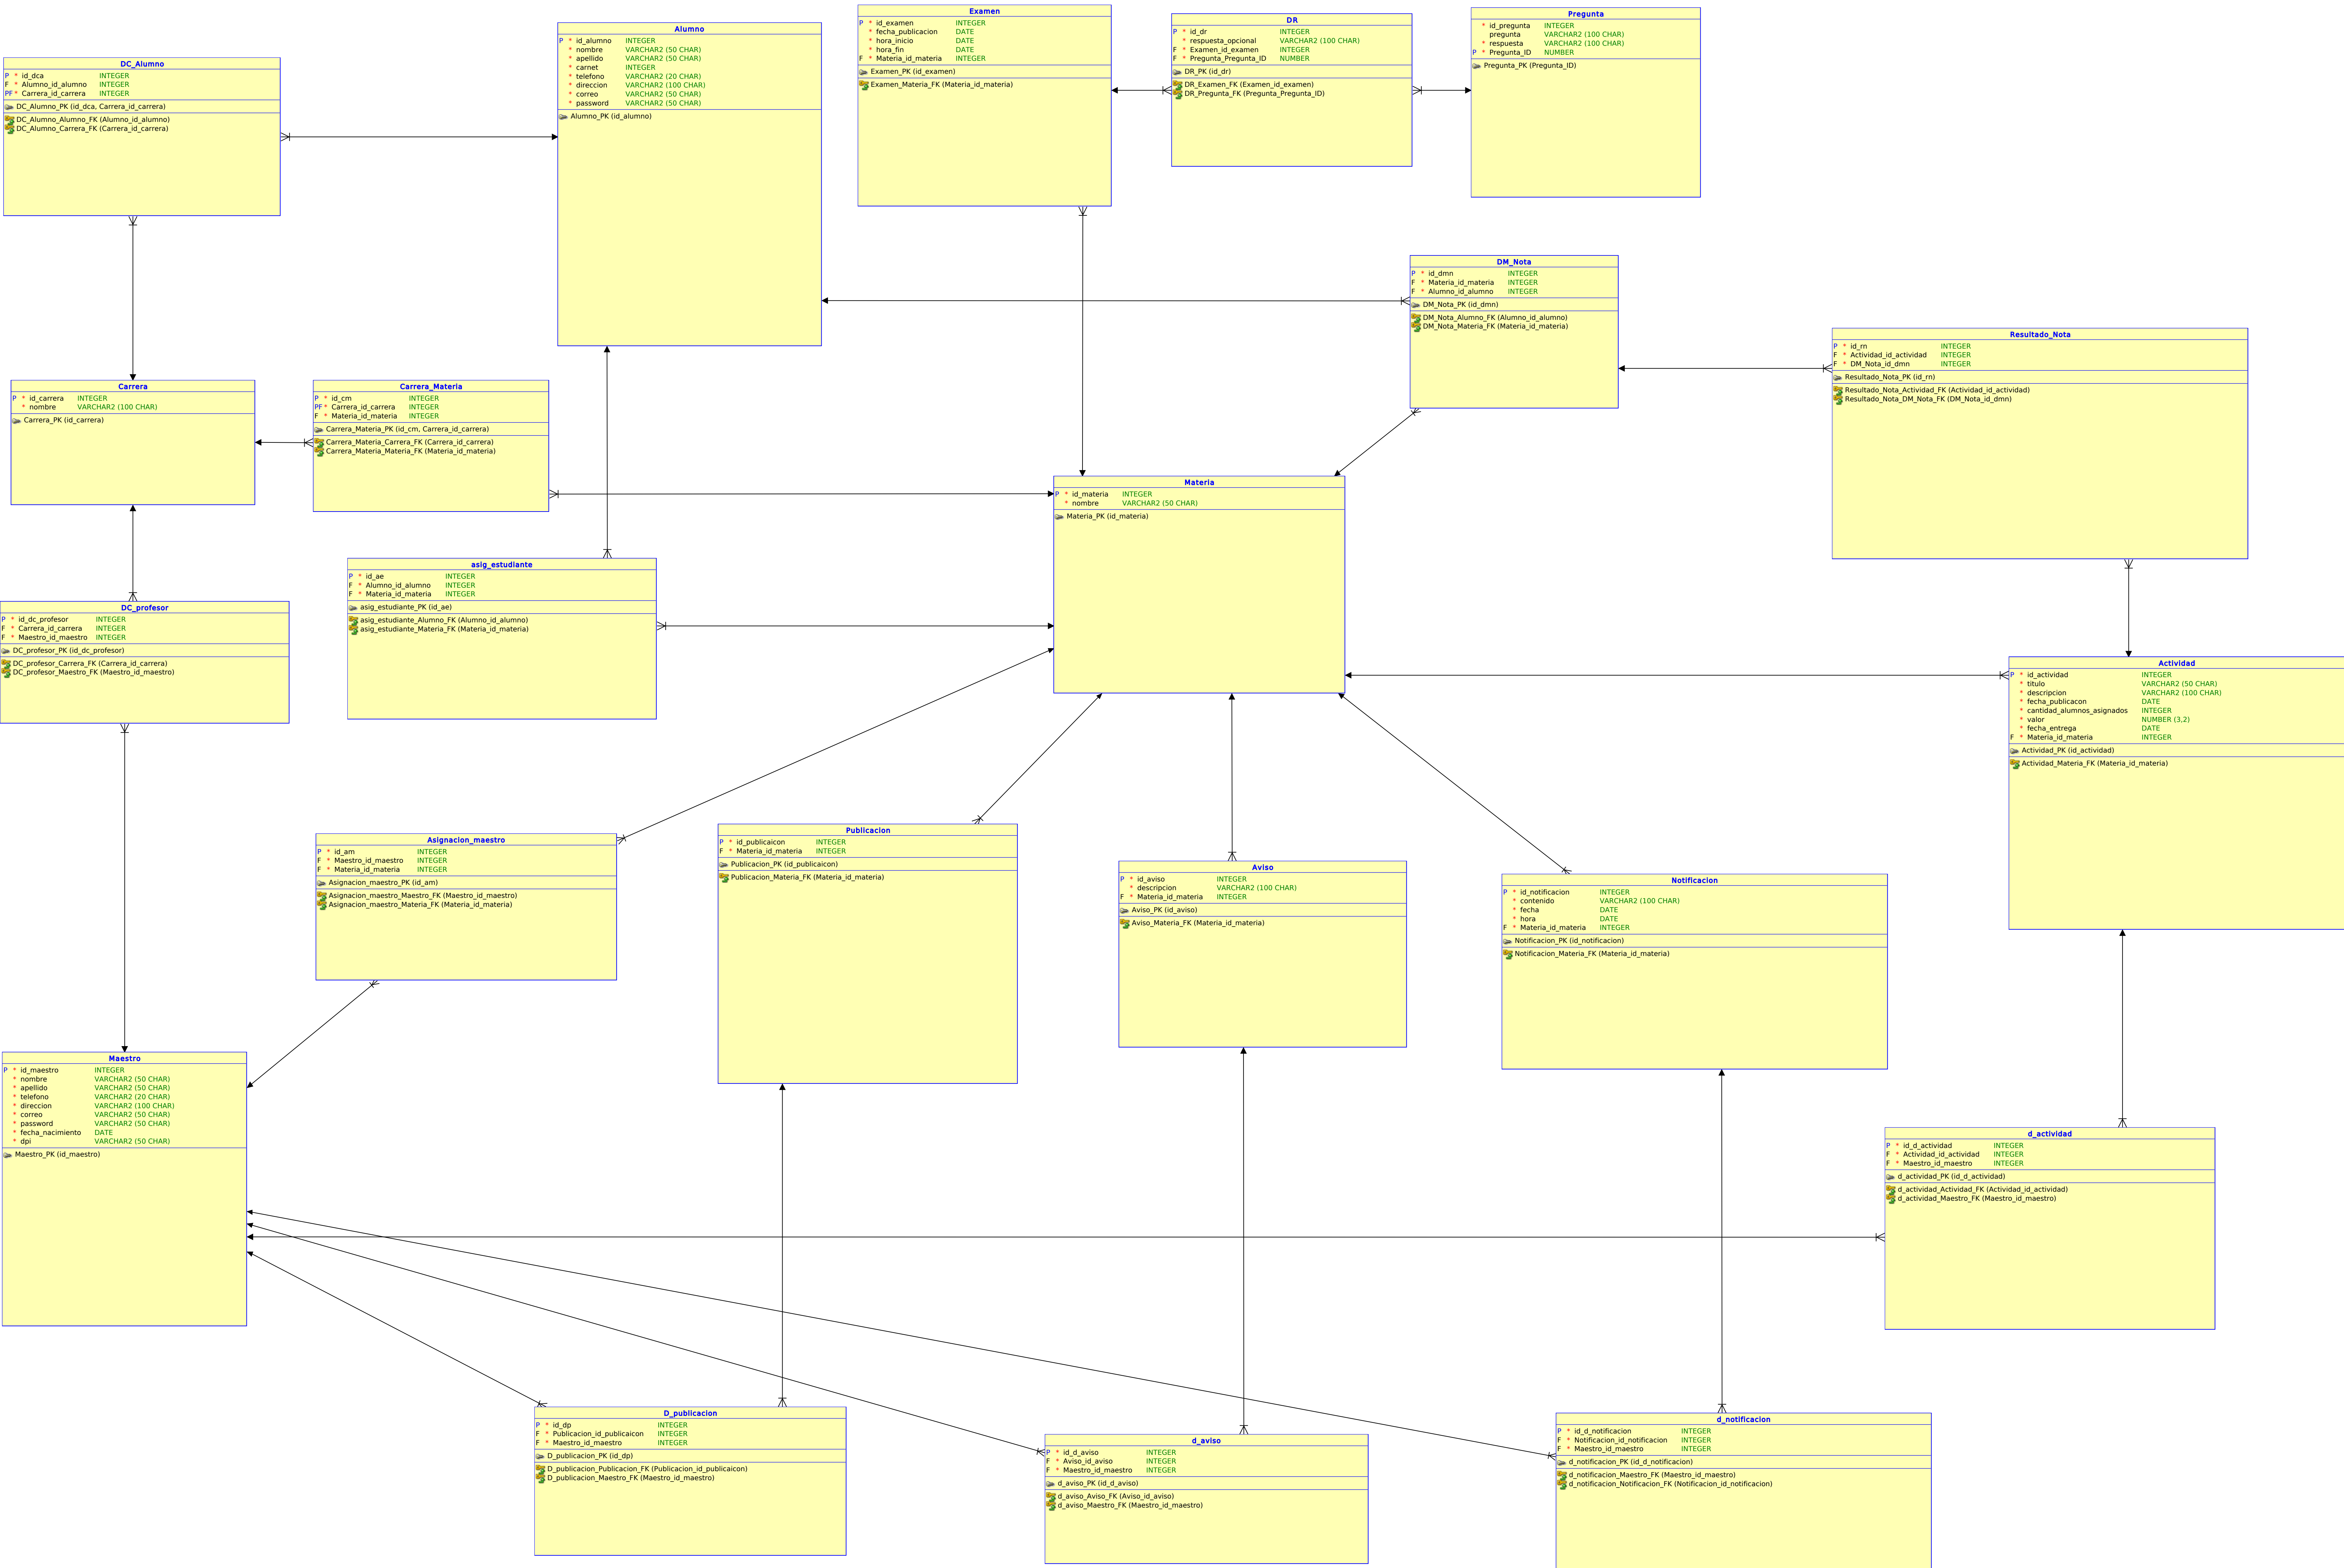 DC_Alumno
P * id_dca INTEGER
F * Alumno_id_alumno INTEGER
PF * Carrera_id_carrera INTEGER
DC_Alumno_PK (id_dca, Carrera_id_carrera)
DC_Alumno_Alumno_FK (Alumno_id_alumno)
DC_Alumno_Carrera_FK (Carrera_id_carrera)
Alumno
P * id_alumno INTEGER
* nombre VARCHAR2 (50 CHAR)
* apellido VARCHAR2 (50 CHAR)
* carnet INTEGER
* telefono VARCHAR2 (20 CHAR)
* direccion VARCHAR2 (100 CHAR)
* correo VARCHAR2 (50 CHAR)
* password VARCHAR2 (50 CHAR)
Alumno_PK (id_alumno)
Examen
P * id_examen INTEGER
* fecha_publicacion DATE
* hora_inicio DATE
* hora_fin DATE
F * Materia_id_materia INTEGER
Examen_PK (id_examen)
Examen_Materia_FK (Materia_id_materia)
DR
P * id_dr INTEGER
* respuesta_opcional VARCHAR2 (100 CHAR)
F * Examen_id_examen INTEGER
F * Pregunta_Pregunta_ID NUMBER
DR_PK (id_dr)
DR_Examen_FK (Examen_id_examen)
DR_Pregunta_FK (Pregunta_Pregunta_ID)
Pregunta
* id_pregunta INTEGER
pregunta VARCHAR2 (100 CHAR)
* respuesta VARCHAR2 (100 CHAR)
P * Pregunta_ID NUMBER
Pregunta_PK (Pregunta_ID)
DM_Nota
P * id_dmn INTEGER
F * Materia_id_materia INTEGER
F * Alumno_id_alumno INTEGER
DM_Nota_PK (id_dmn)
DM_Nota_Alumno_FK (Alumno_id_alumno)
DM_Nota_Materia_FK (Materia_id_materia)
Resultado_Nota
P * id_rn INTEGER
F * Actividad_id_actividad INTEGER
F * DM_Nota_id_dmn INTEGER
Resultado_Nota_PK (id_rn)
Resultado_Nota_Actividad_FK (Actividad_id_actividad)
Resultado_Nota_DM_Nota_FK (DM_Nota_id_dmn)
Carrera
P * id_carrera INTEGER
* nombre VARCHAR2 (100 CHAR)
Carrera_PK (id_carrera)
Carrera_Materia
P * id_cm INTEGER
PF * Carrera_id_carrera INTEGER
F * Materia_id_materia INTEGER
Carrera_Materia_PK (id_cm, Carrera_id_carrera)
Carrera_Materia_Carrera_FK (Carrera_id_carrera)
Carrera_Materia_Materia_FK (Materia_id_materia)
Materia
P * id_materia INTEGER
* nombre VARCHAR2 (50 CHAR)
Materia_PK (id_materia)
asig_estudiante
P * id_ae INTEGER
F * Alumno_id_alumno INTEGER
F * Materia_id_materia INTEGER
asig_estudiante_PK (id_ae)
asig_estudiante_Alumno_FK (Alumno_id_alumno)
asig_estudiante_Materia_FK (Materia_id_materia)
DC_profesor
P * id_dc_profesor INTEGER
F * Carrera_id_carrera INTEGER
F * Maestro_id_maestro INTEGER
DC_profesor_PK (id_dc_profesor)
DC_profesor_Carrera_FK (Carrera_id_carrera)
DC_profesor_Maestro_FK (Maestro_id_maestro)
Actividad
P * id_actividad INTEGER
* titulo VARCHAR2 (50 CHAR)
* descripcion VARCHAR2 (100 CHAR)
* fecha_publicacon DATE
* cantidad_alumnos_asignados INTEGER
* valor NUMBER (3,2)
* fecha_entrega DATE
F * Materia_id_materia INTEGER
Actividad_PK (id_actividad)
Actividad_Materia_FK (Materia_id_materia)
Asignacion_maestro
P * id_am INTEGER
F * Maestro_id_maestro INTEGER
F * Materia_id_materia INTEGER
Asignacion_maestro_PK (id_am)
Asignacion_maestro_Maestro_FK (Maestro_id_maestro)
Asignacion_maestro_Materia_FK (Materia_id_materia)
Publicacion
P * id_publicaicon INTEGER
F * Materia_id_materia INTEGER
Publicacion_PK (id_publicaicon)
Publicacion_Materia_FK (Materia_id_materia)
Aviso
P * id_aviso INTEGER
* descripcion VARCHAR2 (100 CHAR)
F * Materia_id_materia INTEGER
Aviso_PK (id_aviso)
Aviso_Materia_FK (Materia_id_materia)
Notificacion
P * id_notificacion INTEGER
* contenido VARCHAR2 (100 CHAR)
* fecha DATE
* hora DATE
F * Materia_id_materia INTEGER
Notificacion_PK (id_notificacion)
Notificacion_Materia_FK (Materia_id_materia)
Maestro
P * id_maestro INTEGER
* nombre VARCHAR2 (50 CHAR)
* apellido VARCHAR2 (50 CHAR)
* telefono VARCHAR2 (20 CHAR)
* direccion VARCHAR2 (100 CHAR)
* correo VARCHAR2 (50 CHAR)
* password VARCHAR2 (50 CHAR)
* fecha_nacimiento DATE
* dpi VARCHAR2 (50 CHAR)
Maestro_PK (id_maestro)
d_actividad
P * id_d_actividad INTEGER
F * Actividad_id_actividad INTEGER
F * Maestro_id_maestro INTEGER
d_actividad_PK (id_d_actividad)
d_actividad_Actividad_FK (Actividad_id_actividad)
d_actividad_Maestro_FK (Maestro_id_maestro)
D_publicacion
P * id_dp INTEGER
F * Publicacion_id_publicaicon INTEGER
F * Maestro_id_maestro INTEGER
D_publicacion_PK (id_dp)
D_publicacion_Publicacion_FK (Publicacion_id_publicaicon)
D_publicacion_Maestro_FK (Maestro_id_maestro)
d_aviso
P * id_d_aviso INTEGER
F * Aviso_id_aviso INTEGER
F * Maestro_id_maestro INTEGER
d_aviso_PK (id_d_aviso)
d_aviso_Aviso_FK (Aviso_id_aviso)
d_aviso_Maestro_FK (Maestro_id_maestro)
d_notificacion
P * id_d_notificacion INTEGER
F * Notificacion_id_notificacion INTEGER
F * Maestro_id_maestro INTEGER
d_notificacion_PK (id_d_notificacion)
d_notificacion_Maestro_FK (Maestro_id_maestro)
d_notificacion_Notificacion_FK (Notificacion_id_notificacion)